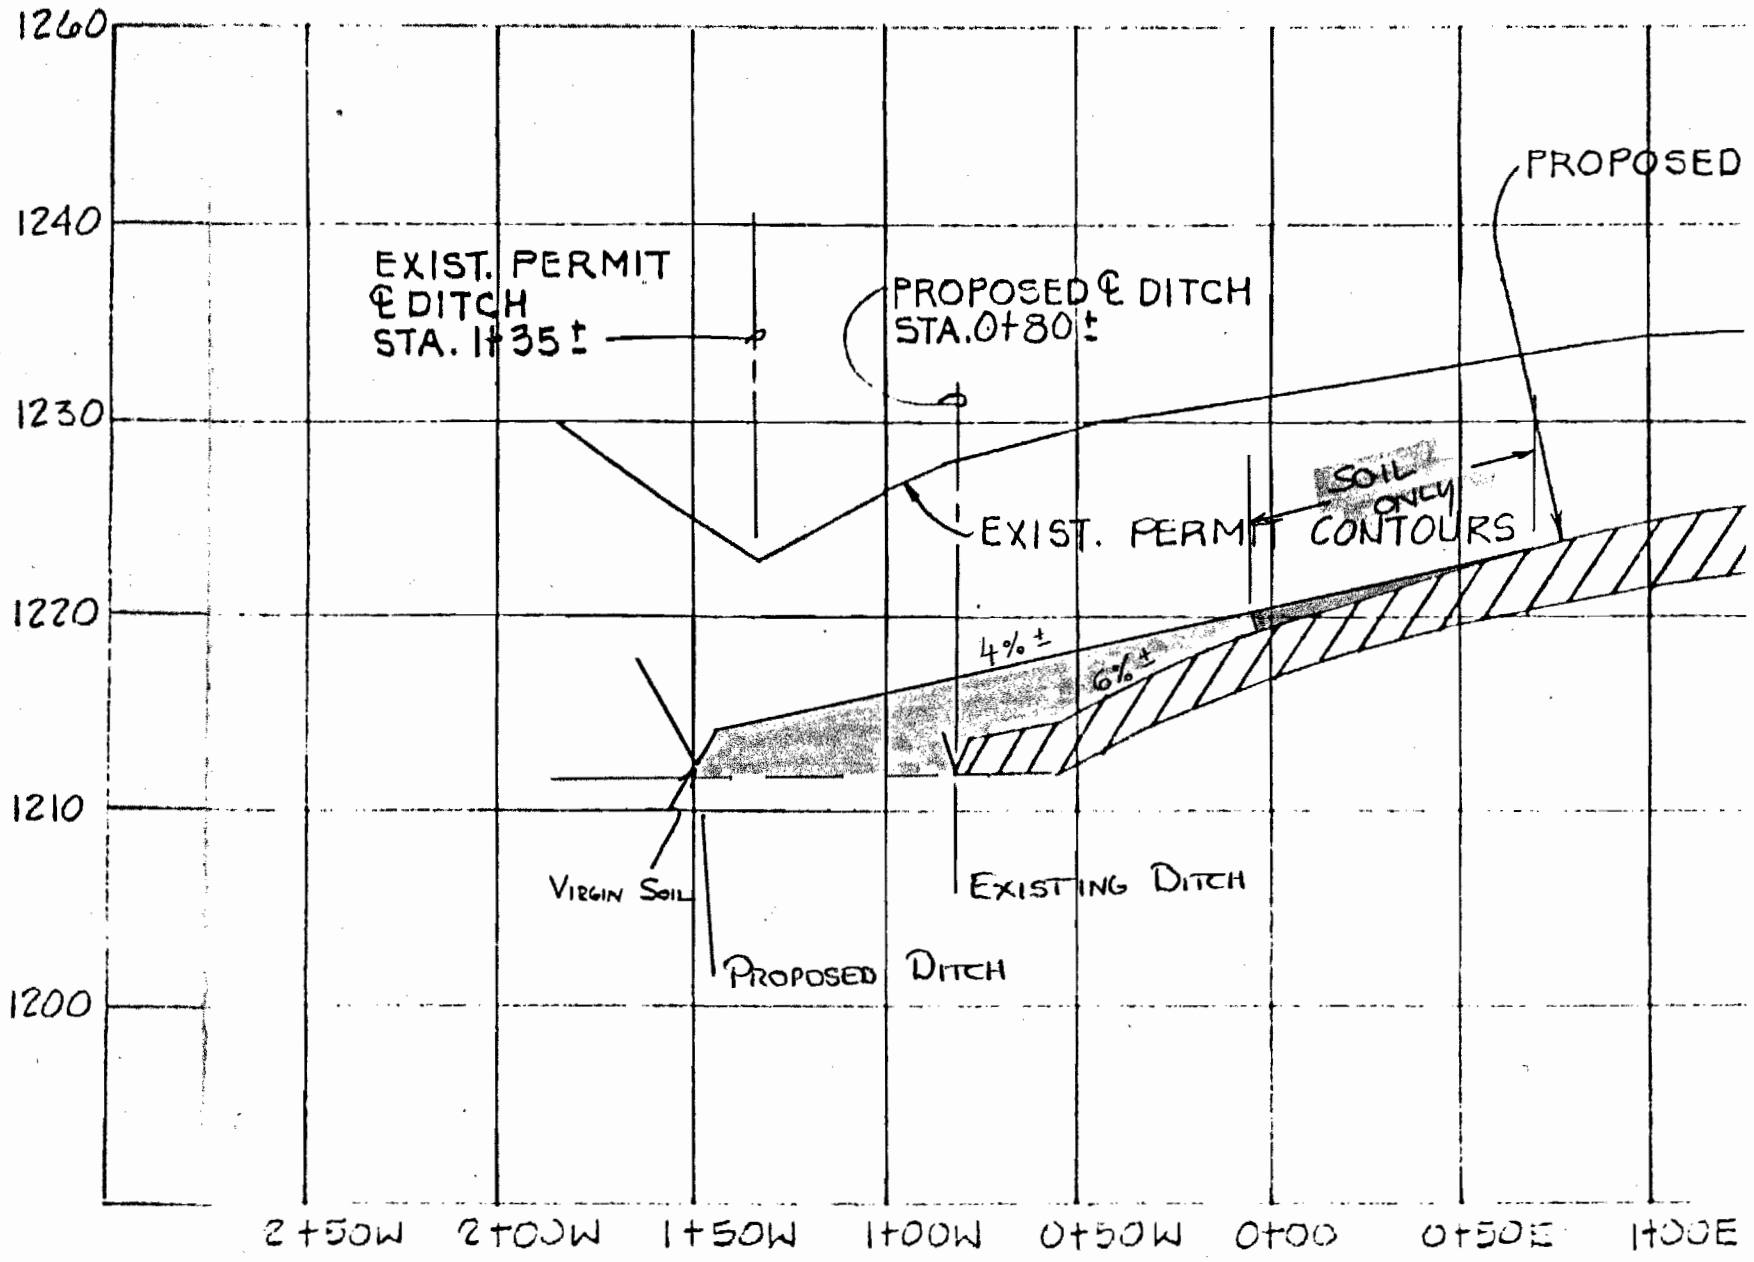 1260
PROPOSED
1240
EXIST. PERMIT
℄ DITCH
STA. 1+35±
PROPOSED ℄ DITCH
STA. 0+80±
1230
SOIL
ONLY
EXIST. PERMIT CONTOURS
1220
4%±
6%±
1210
VIRGIN SOIL
EXISTING DITCH
PROPOSED DITCH
1200
2+50W 2+00W 1+50W 1+00W 0+50W 0+00 0+50E 1+00E